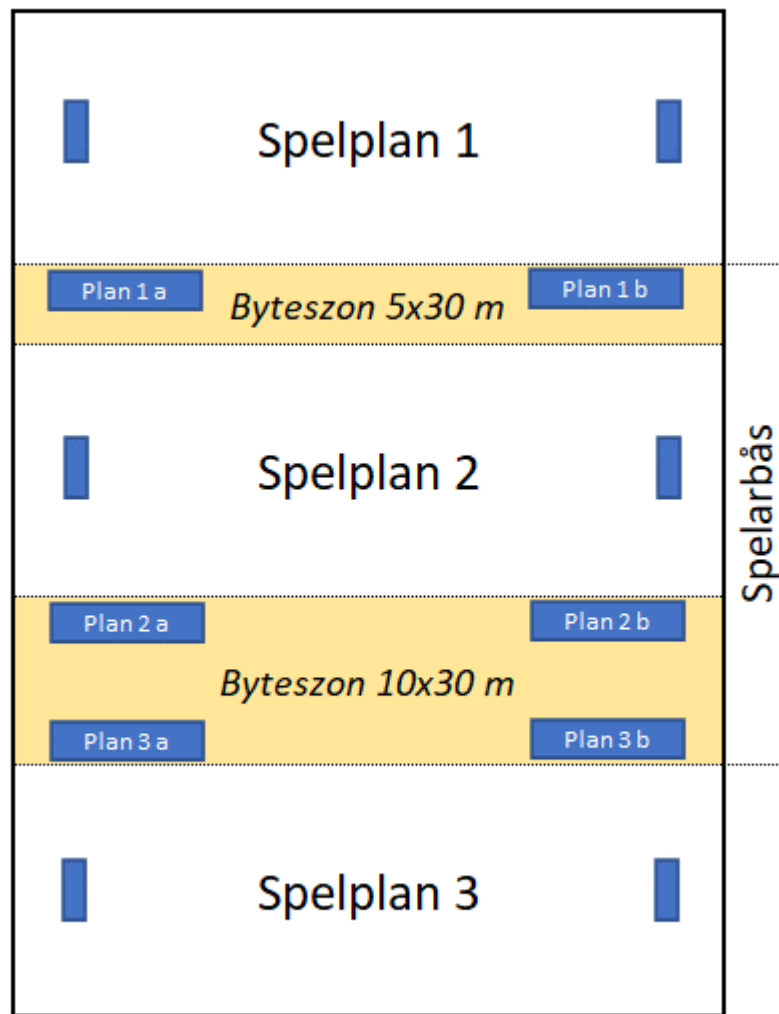 Spelplan 1
Plan 1 a
Byteszon 5x30 m
Plan 1 b
Spelplan 2
Spelarbås
Plan 2 a
Plan 2 b
Byteszon 10x30 m
Plan 3 a
Plan 3 b
Spelplan 3